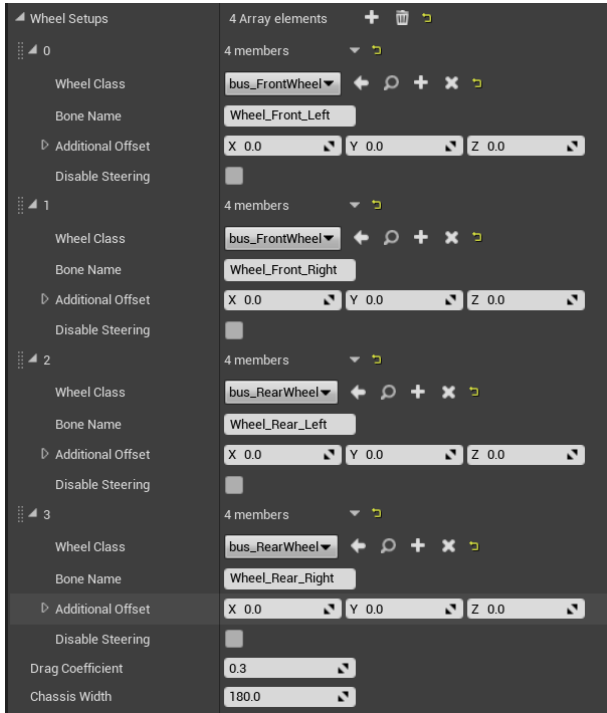 Wheel Setups 4 Array elements
0 4 members
Wheel Class bus_FrontWheel
Bone Name Wheel_Front_Left
Additional Offset X 0.0 Y 0.0 Z 0.0
Disable Steering
1 4 members
Wheel Class bus_FrontWheel
Bone Name Wheel_Front_Right
Additional Offset X 0.0 Y 0.0 Z 0.0
Disable Steering
2 4 members
Wheel Class bus_RearWheel
Bone Name Wheel_Rear_Left
Additional Offset X 0.0 Y 0.0 Z 0.0
Disable Steering
3 4 members
Wheel Class bus_RearWheel
Bone Name Wheel_Rear_Right
Additional Offset X 0.0 Y 0.0 Z 0.0
Disable Steering
Drag Coefficient 0.3
Chassis Width 180.0